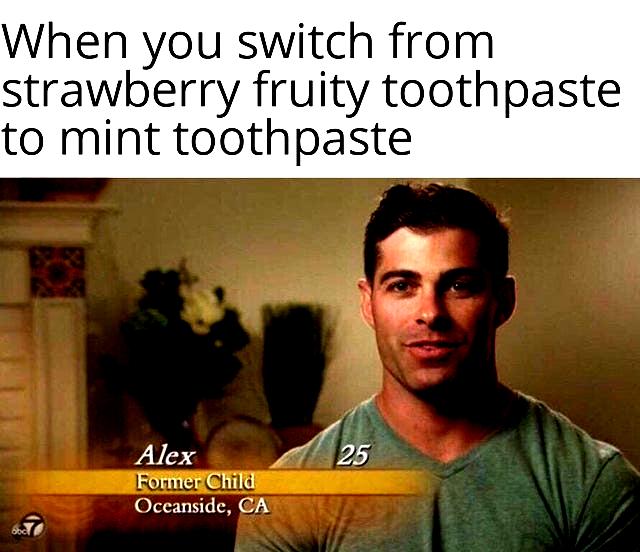 When you switch from
strawberry fruity toothpaste
to mint toothpaste
Alex 25
Former Child
Oceanside, CA
abc 7